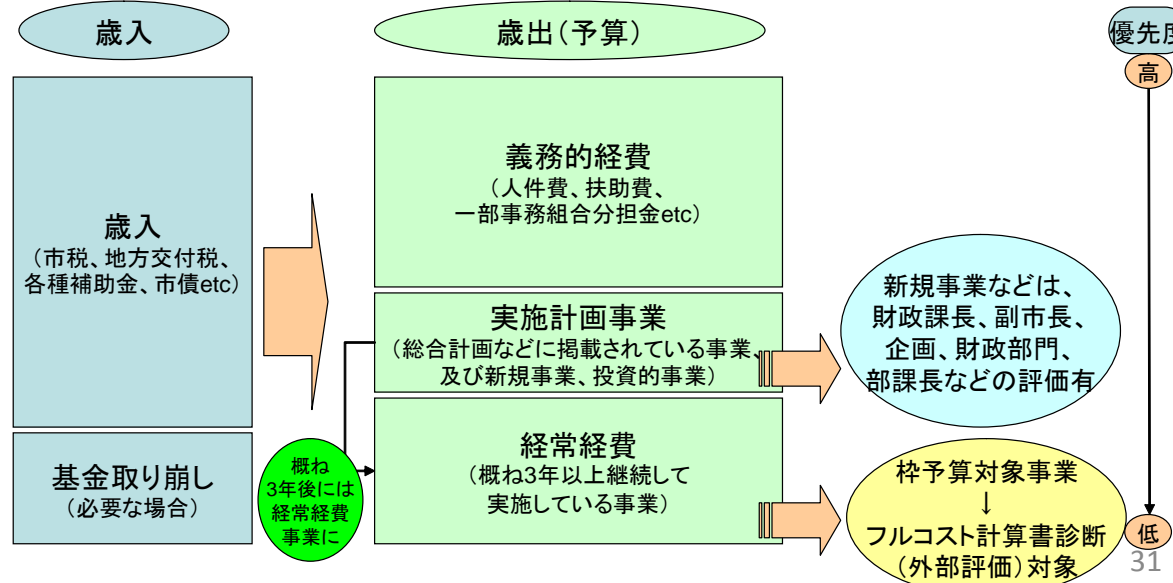 歳入
歳出(予算)
優先度
高
歳入
(市税、地方交付税、
各種補助金、市債etc)
基金取り崩し
(必要な場合)
概ね
3年後には
経常経費
事業に
義務的経費
(人件費、扶助費、
一部事務組合分担金etc)
実施計画事業
(総合計画などに掲載されている事業、
及び新規事業、投資的事業)
経常経費
(概ね3年以上継続して
実施している事業)
新規事業などは、
財政課長、副市長、
企画、財政部門、
部課長などの評価有
枠予算対象事業
↓
フルコスト計算書診断
(外部評価)対象
低
31